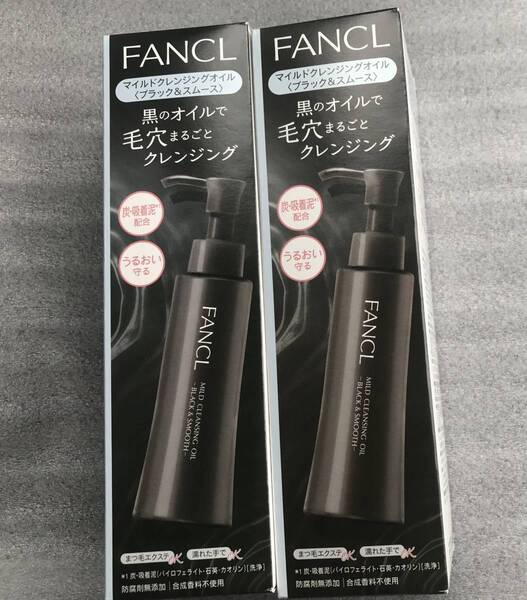 FANCL
マイルドクレンジングオイル
〈ブラック&スムース〉
黒のオイルで
毛穴まるごと
クレンジング
炭・吸着泥*1
配合
うるおい
守る
FANCL
MILD CLEANSING OIL
~BLACK & SMOOTH~
まつ毛エクステOK 濡れた手でOK
*1 炭・吸着泥(パイロフェライト・石英・カオリン)[洗浄]
防腐剤無添加|合成香料不使用
FANCL
マイルドクレンジングオイル
〈ブラック&スムース〉
黒のオイルで
毛穴まるごと
クレンジング
炭・吸着泥*1
配合
うるおい
守る
FANCL
MILD CLEANSING OIL
~BLACK & SMOOTH~
まつ毛エクステOK 濡れた手でOK
*1 炭・吸着泥(パイロフェライト・石英・カオリン)[洗浄]
防腐剤無添加|合成香料不使用